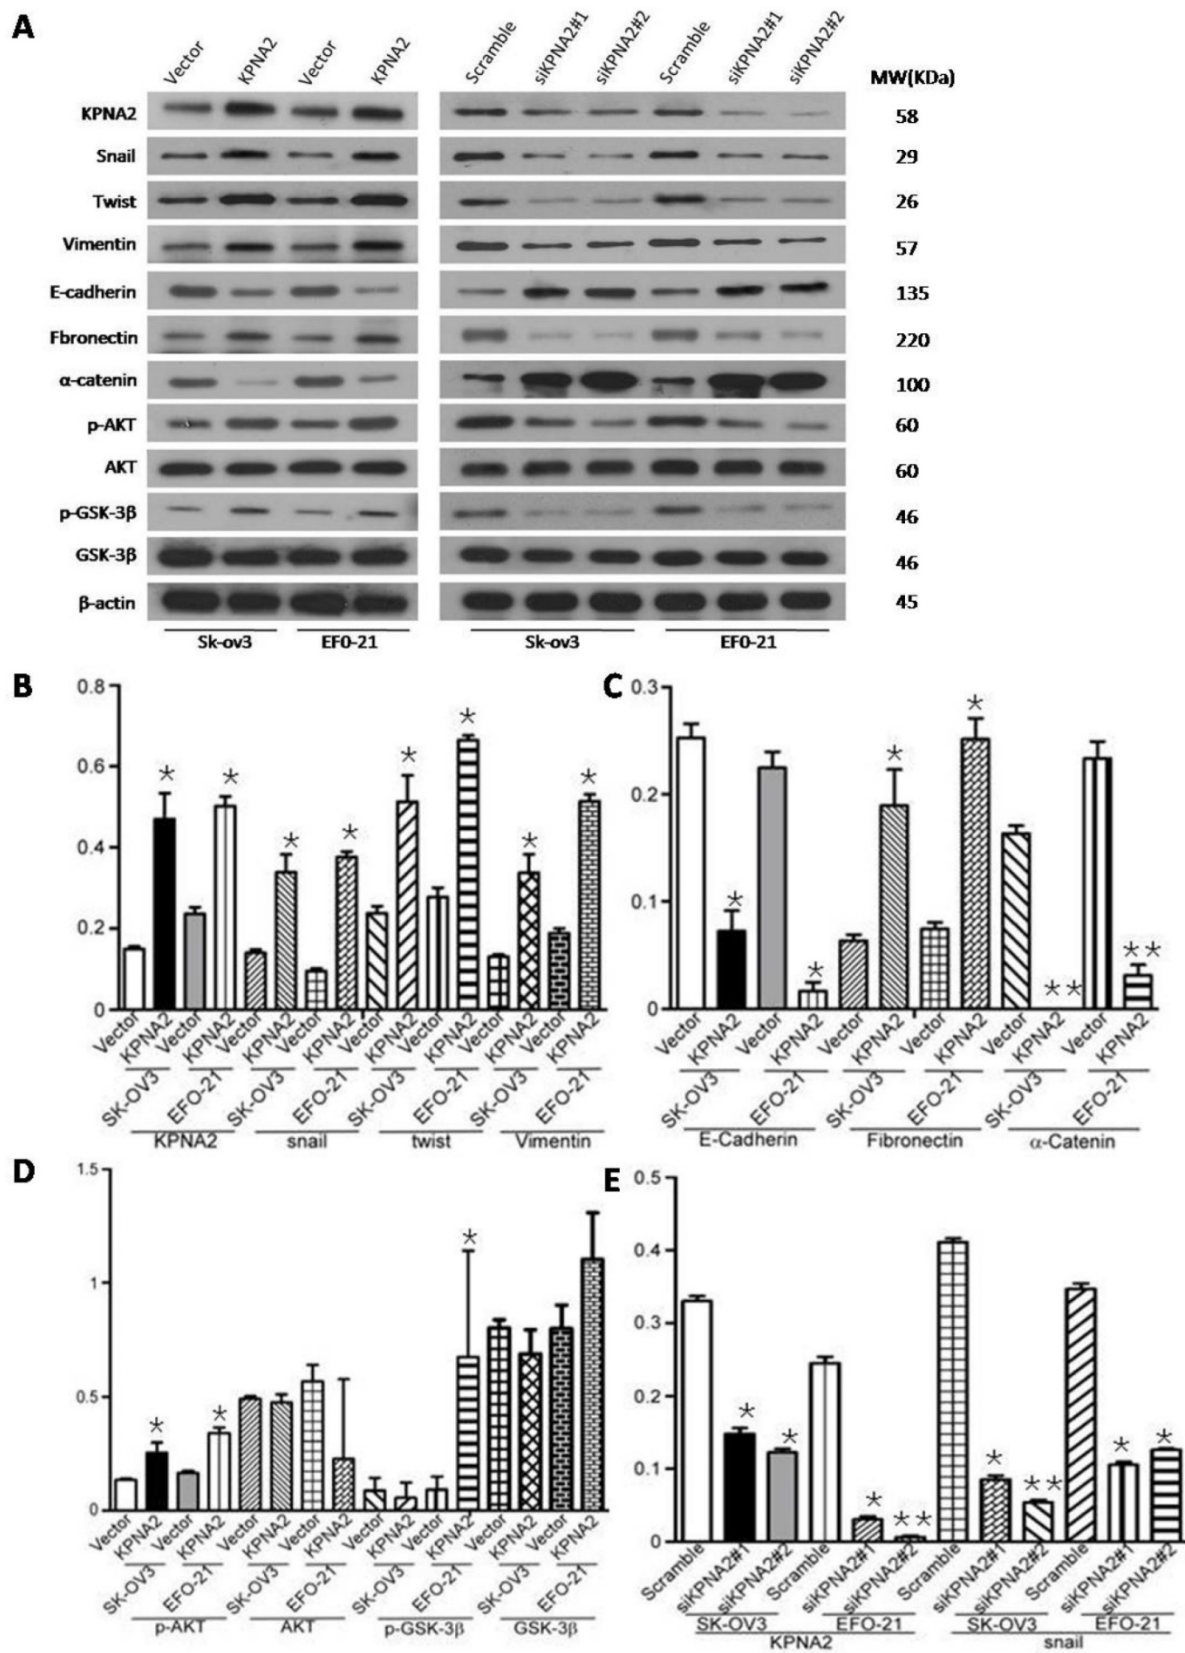 A
Vector KPNA2 Vector KPNA2 Scramble siKPNA2#1 siKPNA2#2 Scramble siKPNA2#1 siKPNA2#2
MW(KDa)
KPNA2 58
Snail 29
Twist 26
Vimentin 57
E-cadherin 135
Fbronectin 220
α-catenin 100
p-AKT 60
AKT 60
p-GSK-3β 46
GSK-3β 46
β-actin 45
Sk-ov3 EF0-21 Sk-ov3 EF0-21
B
0.8
0.6
0.4
0.2
0
* * * * * * * *
Vector KPNA2 Vector KPNA2 Vector KPNA2 Vector KPNA2 Vector KPNA2 Vector KPNA2 Vector KPNA2 Vector KPNA2
SK-OV3 EFO-21 SK-OV3 EFO-21 SK-OV3 EFO-21 SK-OV3 EFO-21
KPNA2 snail twist Vimentin
C
0.3
0.2
0.1
0
* * * * ** **
Vector KPNA2 Vector KPNA2 Vector KPNA2 Vector KPNA2 Vector KPNA2 Vector KPNA2
SK-OV3 EFO-21 SK-OV3 EFO-21 SK-OV3 EFO-21
E-Cadherin Fibronectin α-Catenin
D
1.5
1
0.5
0
* * *
Vector KPNA2 Vector KPNA2 Vector KPNA2 Vector KPNA2 Vector KPNA2 Vector KPNA2 Vector KPNA2 Vector KPNA2
SK-OV3 EFO-21 SK-OV3 EFO-21 SK-OV3 EFO-21 SK-OV3 EFO-21
p-AKT AKT p-GSK-3β GSK-3β
E
0.5
0.4
0.3
0.2
0.1
0
* * * ** * ** * *
Scramble siKPNA2#1 siKPNA2#2 Scramble siKPNA2#1 siKPNA2#2 Scramble siKPNA2#1 siKPNA2#2 Scramble siKPNA2#1 siKPNA2#2
SK-OV3 EFO-21 SK-OV3 EFO-21
KPNA2 snail